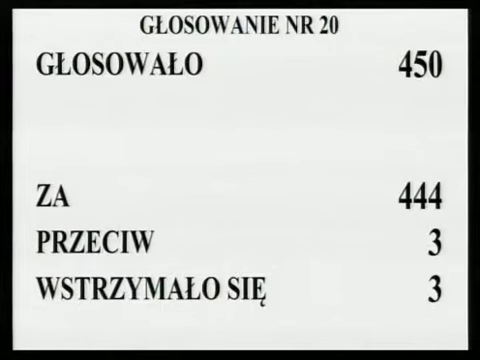 GŁOSOWANIE NR 20
GŁOSOWAŁO 450
ZA 444
PRZECIW 3
WSTRZYMAŁO SIĘ 3